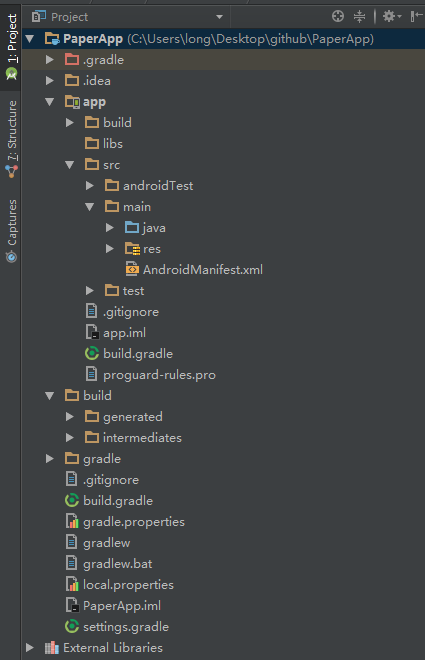 Project
PaperApp (C:\Users\long\Desktop\github\PaperApp)
.gradle
.idea
app
build
libs
src
androidTest
main
java
res
AndroidManifest.xml
test
.gitignore
app.iml
build.gradle
proguard-rules.pro
build
generated
intermediates
gradle
.gitignore
build.gradle
gradle.properties
gradlew
gradlew.bat
local.properties
PaperApp.iml
settings.gradle
External Libraries
1: Project
7: Structure
Captures